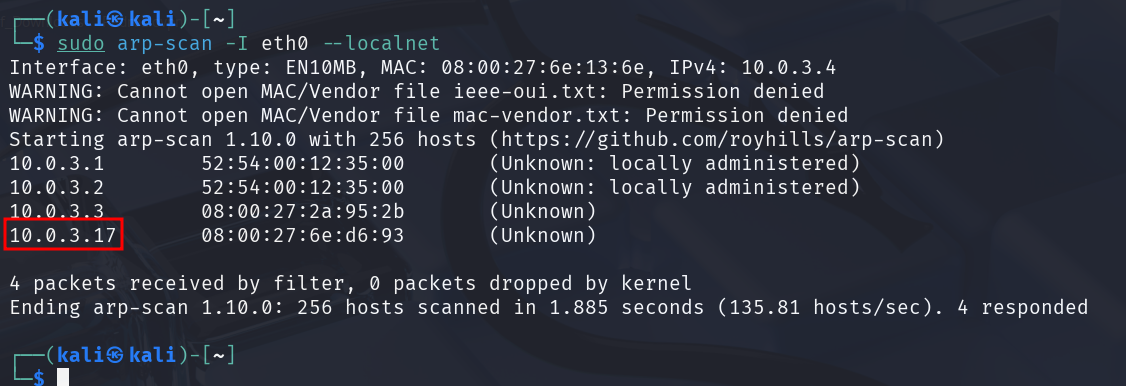 ┌──(kali㉿kali)-[~]
└─$ sudo arp-scan -I eth0 --localnet
Interface: eth0, type: EN10MB, MAC: 08:00:27:6e:13:6e, IPv4: 10.0.3.4
WARNING: Cannot open MAC/Vendor file ieee-oui.txt: Permission denied
WARNING: Cannot open MAC/Vendor file mac-vendor.txt: Permission denied
Starting arp-scan 1.10.0 with 256 hosts (https://github.com/royhills/arp-scan)
10.0.3.1        52:54:00:12:35:00       (Unknown: locally administered)
10.0.3.2        52:54:00:12:35:00       (Unknown: locally administered)
10.0.3.3        08:00:27:2a:95:2b       (Unknown)
10.0.3.17       08:00:27:6e:d6:93       (Unknown)
4 packets received by filter, 0 packets dropped by kernel
Ending arp-scan 1.10.0: 256 hosts scanned in 1.885 seconds (135.81 hosts/sec). 4 responded
┌──(kali㉿kali)-[~]
└─$